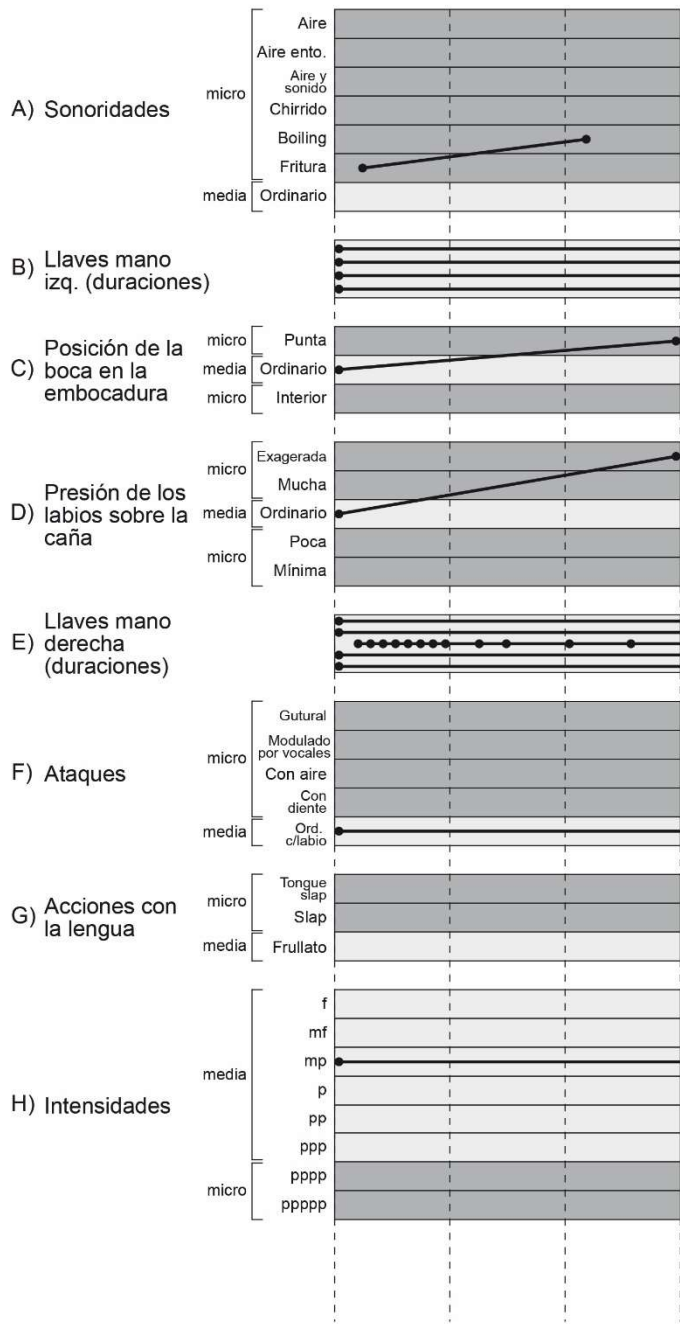 Aire
Aire ento.
Aire y
sonido
micro
Chirrido
A) Sonoridades
Boiling
Fritura
media
Ordinario
B) Llaves mano
izq. (duraciones)
micro
Punta
C) Posición de la
boca en la
embocadura
media
Ordinario
micro
Interior
Exagerada
micro
Mucha
D) Presión de los
labios sobre la
caña
media
Ordinario
Poca
micro
Mínima
E) Llaves mano
derecha
(duraciones)
Gutural
Modulado
por vocales
micro
F) Ataques
Con aire
Con
diente
media
Ord.
c/labio
Tongue
slap
micro
Slap
G) Acciones con
la lengua
media
Frullato
f
mf
mp
media
p
H) Intensidades
pp
ppp
pppp
micro
ppppp